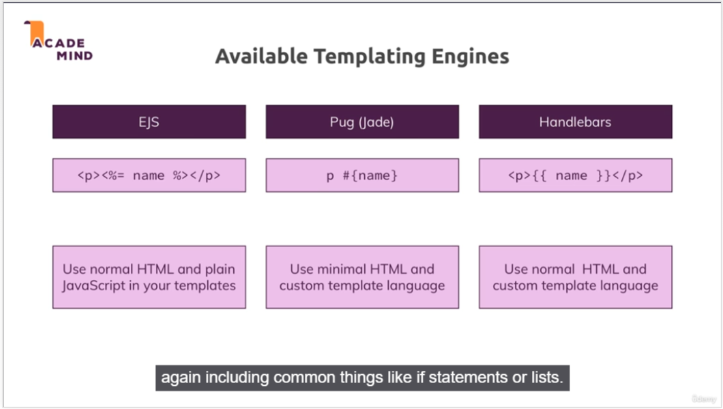 ACADE
MIND
Available Templating Engines
EJS
Pug (Jade)
Handlebars
<p><%= name %></p>
p #{name}
<p>{{ name }}</p>
Use normal HTML and plain
JavaScript in your templates
Use minimal HTML and
custom template language
Use normal HTML and
custom template language
again including common things like if statements or lists.
Udemy